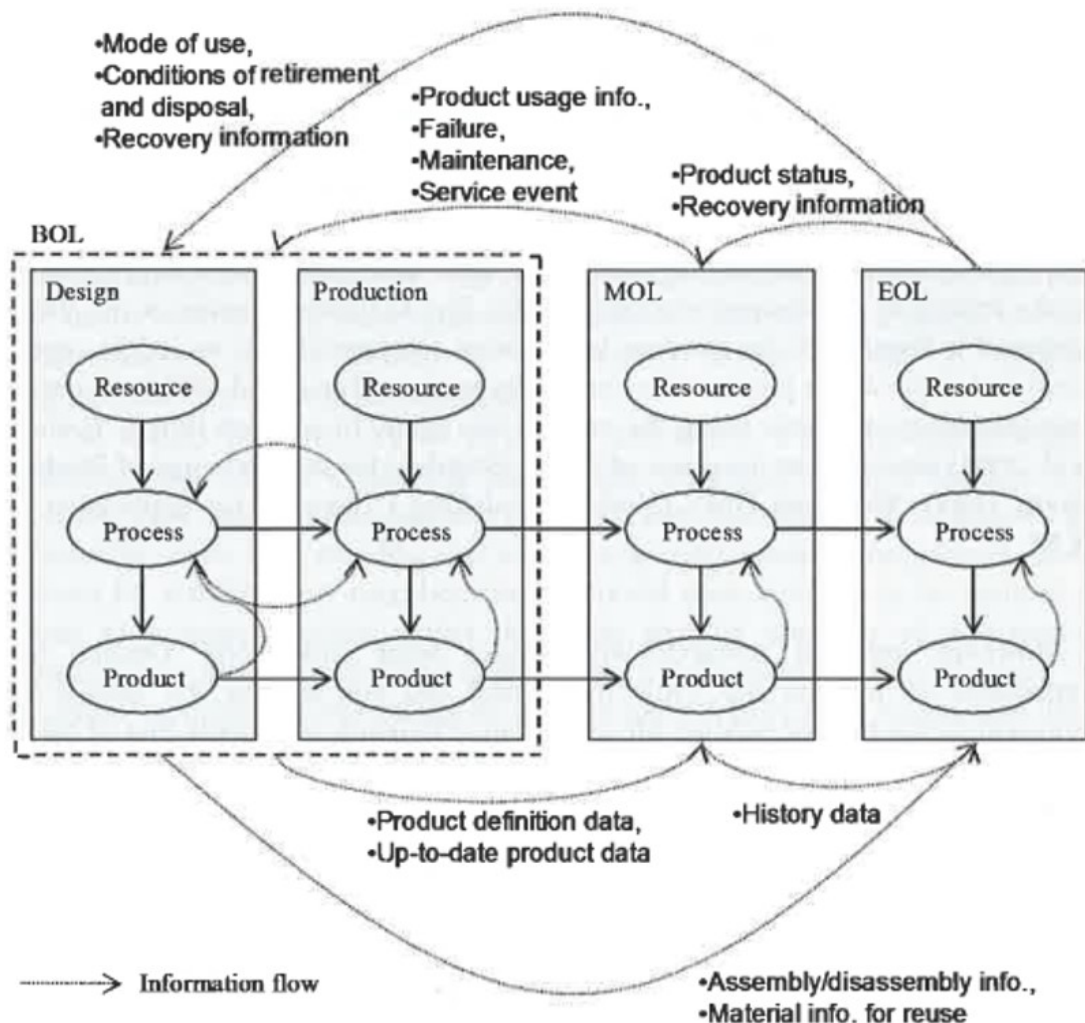 •Mode of use,
•Conditions of retirement
and disposal,
•Recovery information
•Product usage info.,
•Failure,
•Maintenance,
•Service event
•Product status,
•Recovery information
BOL
Design
Production
MOL
EOL
Resource
Resource
Resource
Resource
Process
Process
Process
Process
Product
Product
Product
Product
•Product definition data,
•Up-to-date product data
•History data
Information flow
•Assembly/disassembly info.,
•Material info. for reuse